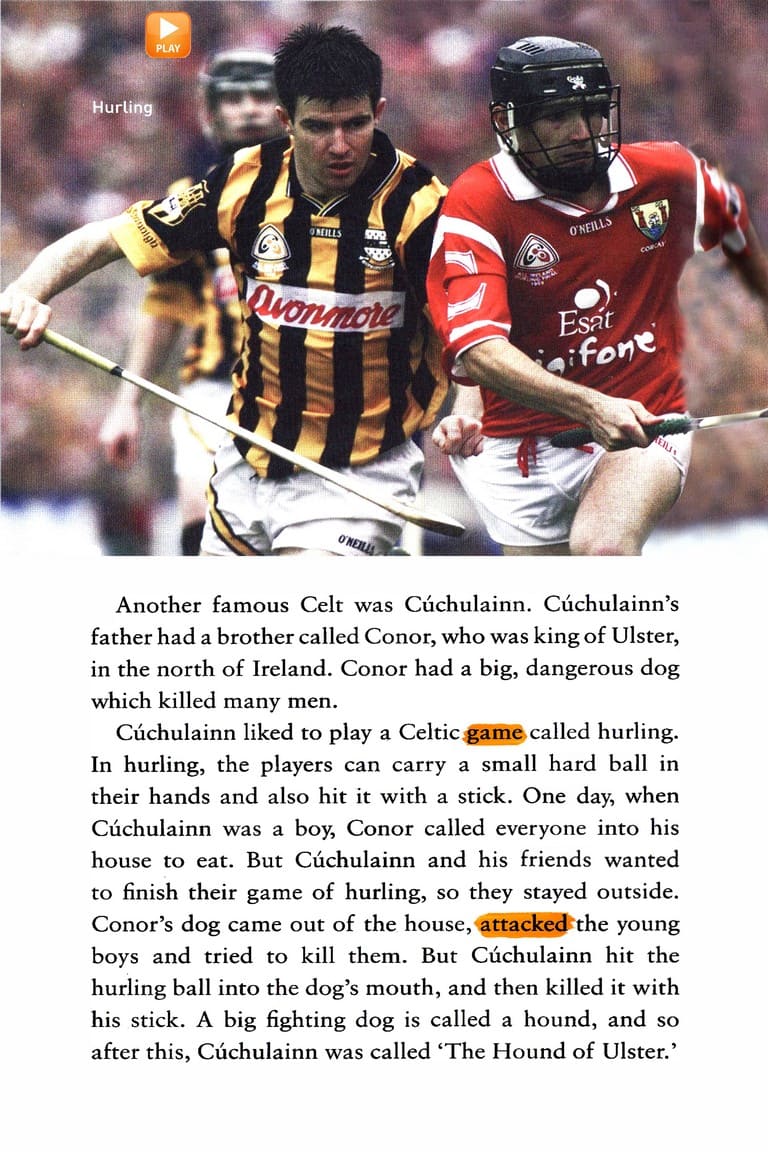 PLAY
Hurling
O'NEILLS
Avonmore
O'NEILLS
O'NEILLS
CORCAIGH
Esat
Another famous Celt was Cúchulainn. Cúchulainn's
father had a brother called Conor, who was king of Ulster,
in the north of Ireland. Conor had a big, dangerous dog
which killed many men.
Cúchulainn liked to play a Celtic game called hurling.
In hurling, the players can carry a small hard ball in
their hands and also hit it with a stick. One day, when
Cúchulainn was a boy, Conor called everyone into his
house to eat. But Cúchulainn and his friends wanted
to finish their game of hurling, so they stayed outside.
Conor's dog came out of the house, attacked the young
boys and tried to kill them. But Cúchulainn hit the
hurling ball into the dog's mouth, and then killed it with
his stick. A big fighting dog is called a hound, and so
after this, Cúchulainn was called 'The Hound of Ulster.'